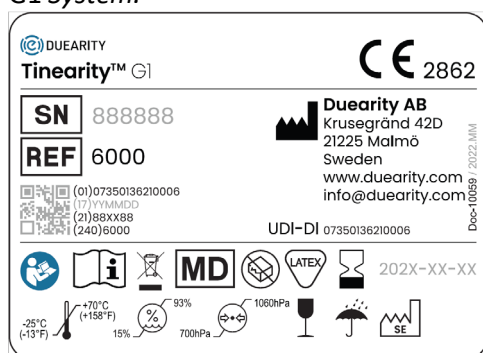 G1 System.
DUEARITY
Tinearity™ G1
CE 2862
SN 888888
REF 6000
Duearity AB
Krusegränd 42D
21225 Malmö
Sweden
www.duearity.com
info@duearity.com
Doc-10059 / 2022.MM
(01)07350136210006
(17)YYMMDD
(21)88XX88
(240)6000
UDI-DI 07350136210006
i
MD
LATEX
202X-XX-XX
+70°C
(+158°F)
-25°C
(-13°F)
93%
%
15%
1060hPa
700hPa
SE